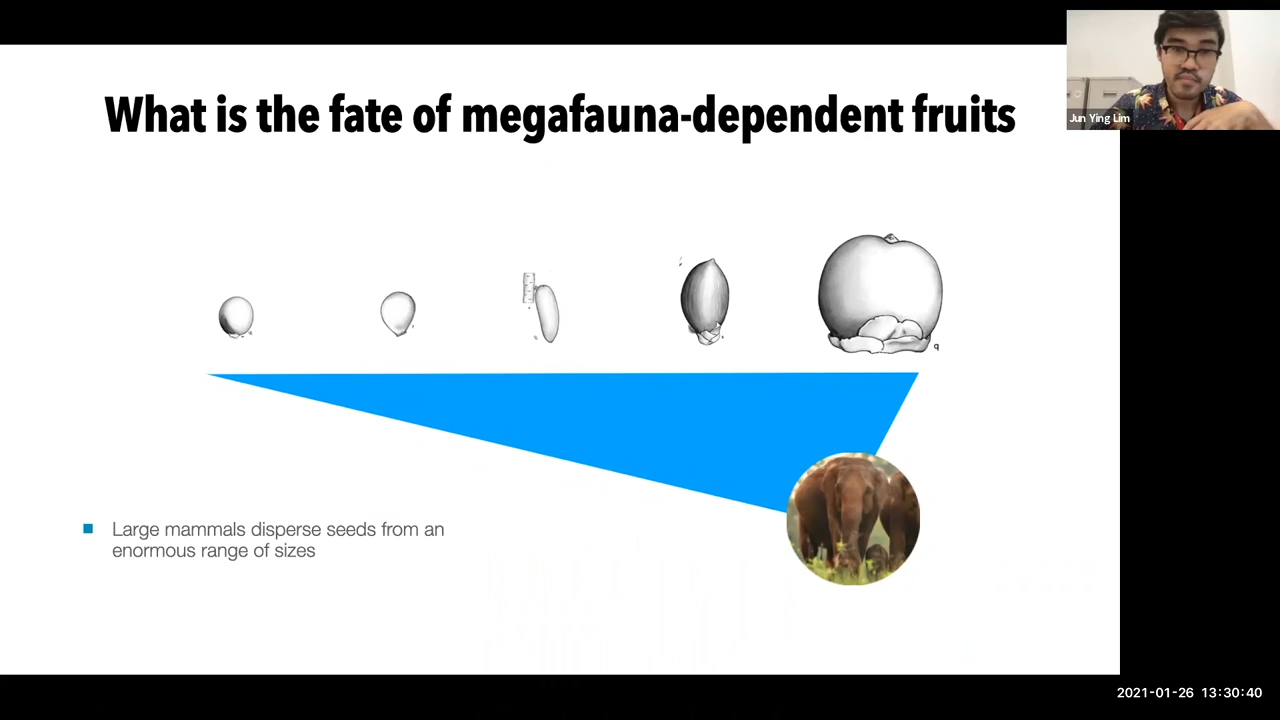 What is the fate of megafauna-dependent fruits
Jun Ying Lim
q
Large mammals disperse seeds from an
enormous range of sizes
2021-01-26 13:30:40